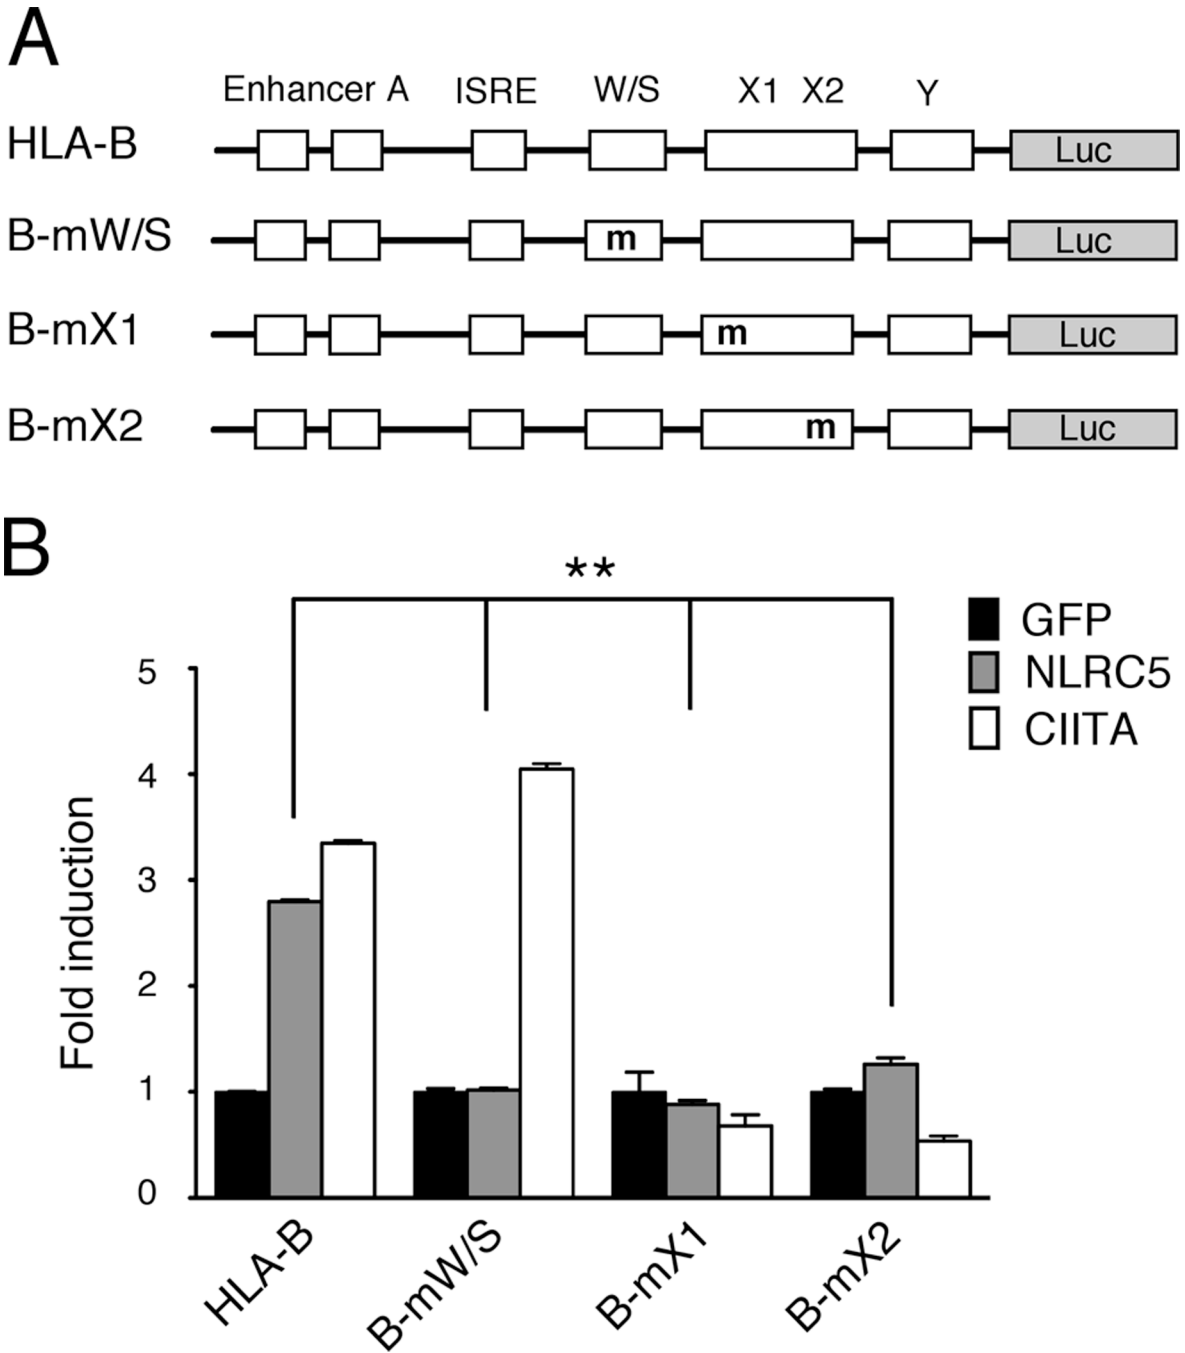 A
Enhancer A ISRE W/S X1 X2 Y
HLA-B Luc
B-mW/S m Luc
B-mX1 m Luc
B-mX2 m Luc
B
**
GFP
NLRC5
CIITA
Fold induction
5
4
3
2
1
0
HLA-B B-mW/S B-mX1 B-mX2